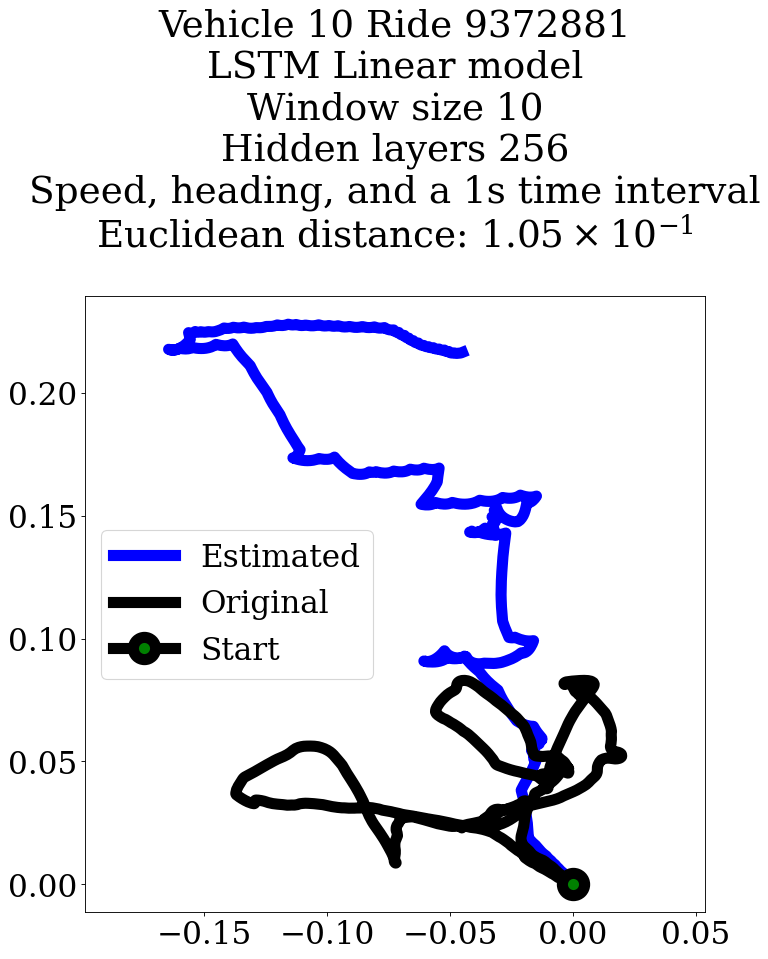 Vehicle 10 Ride 9372881
LSTM Linear model
Window size 10
Hidden layers 256
Speed, heading, and a 1s time interval
Euclidean distance: 1.05 × 10⁻¹
0.20
0.15
Estimated
Original
Start
0.10
0.05
0.00
−0.15 −0.10 −0.05 0.00 0.05